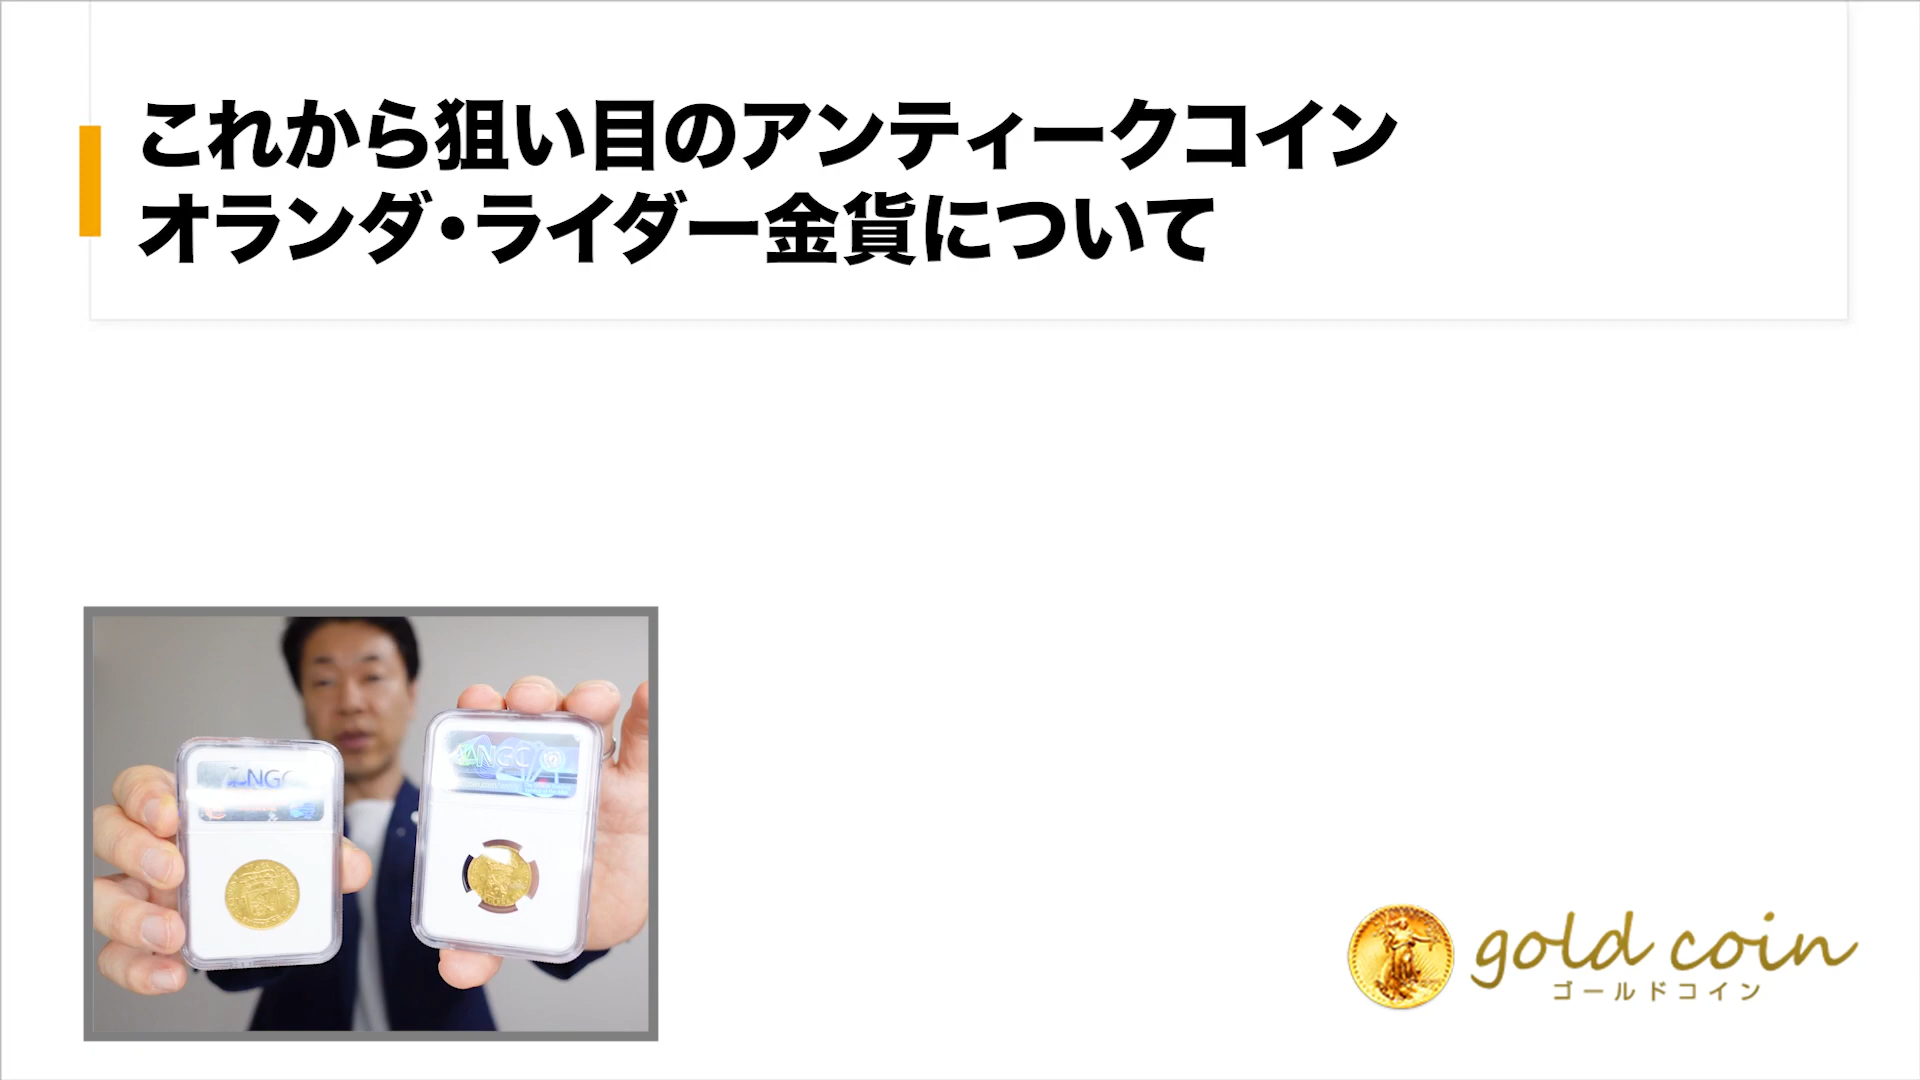 これから狙い目のアンティークコイン
オランダ・ライダー金貨について
NGC
NGC
gold coin
ゴールドコイン